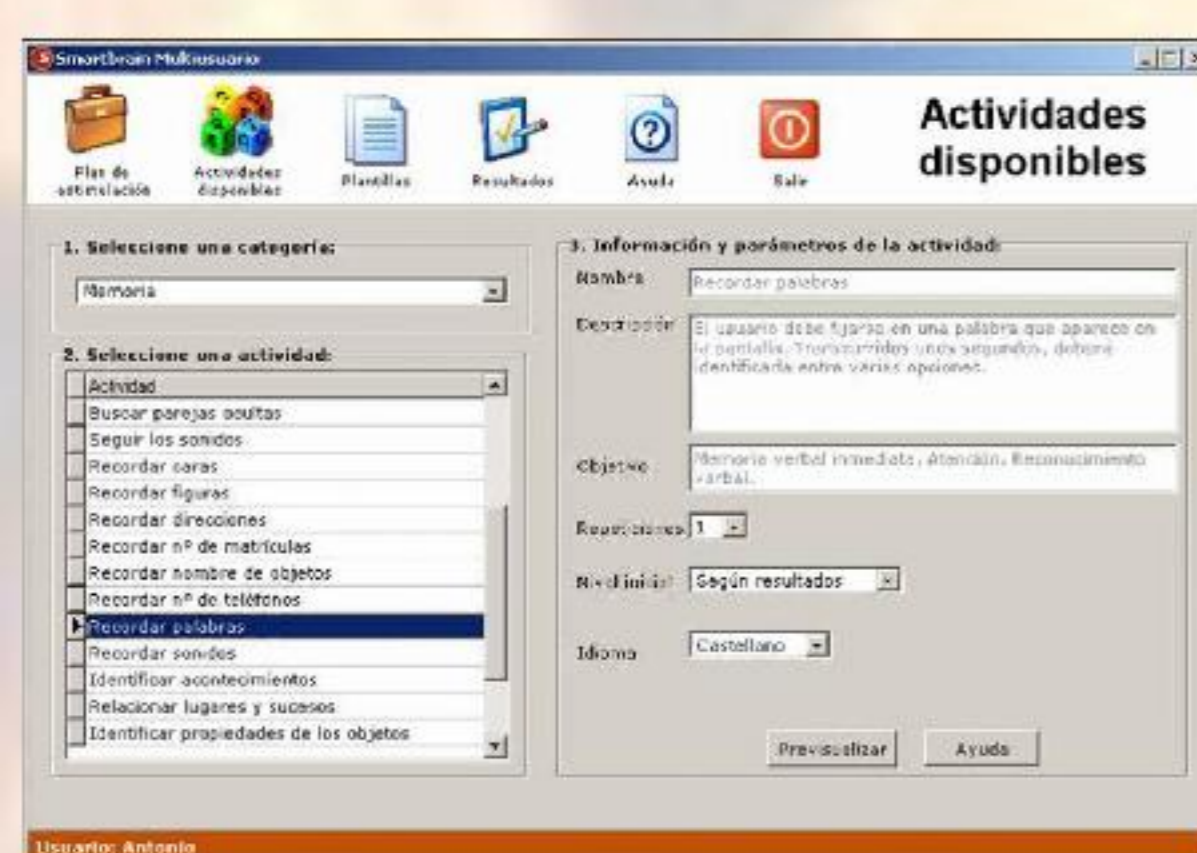 Smartbrain Multiusuario
Plan de estimulación
Actividades disponibles
Plantillas
Resultados
Ayuda
Salir
Actividades
disponibles
1. Seleccione una categoría:
Memoria
2. Seleccione una actividad:
Actividad
Buscar parejas ocultas
Seguir los sonidos
Recordar caras
Recordar figuras
Recordar direcciones
Recordar nº de matrículas
Recordar nombre de objetos
Recordar nº de teléfonos
Recordar palabras
Recordar sonidos
Identificar acontecimientos
Relacionar lugares y sucesos
Identificar propiedades de los objetos
3. Información y parámetros de la actividad:
Nombre
Recordar palabras
Descripción
El usuario debe fijarse en una palabra que aparece en
la pantalla. Transcurridos unos segundos, deberá
identificarla entre varias opciones.
Objetivo
Memoria verbal inmediata, Atención, Reconocimiento
verbal.
Repeticiones 1
Nivel inicial Según resultados
Idioma Castellano
Previsualizar Ayuda
Usuario: Antonio